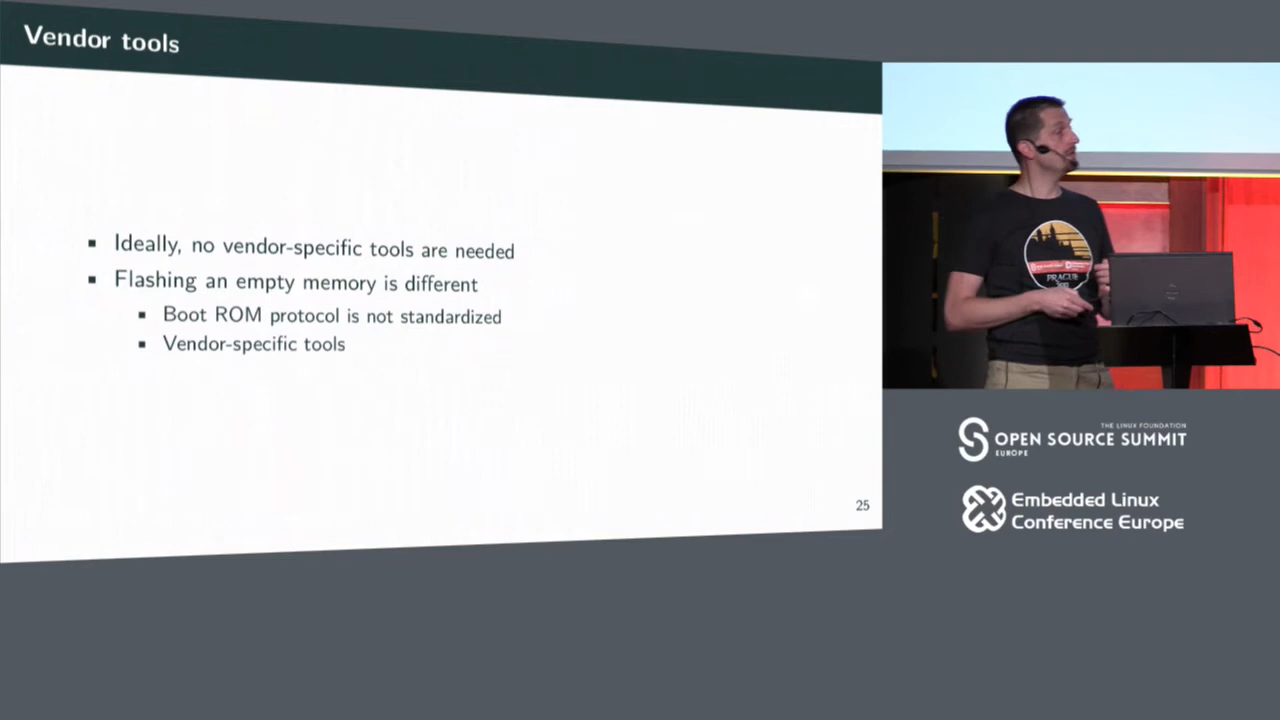 Vendor tools
Ideally, no vendor-specific tools are needed
Flashing an empty memory is different
Boot ROM protocol is not standardized
Vendor-specific tools
25
PRAGUE
THE LINUX FOUNDATION
OPEN SOURCE SUMMIT
EUROPE
Embedded Linux
Conference Europe